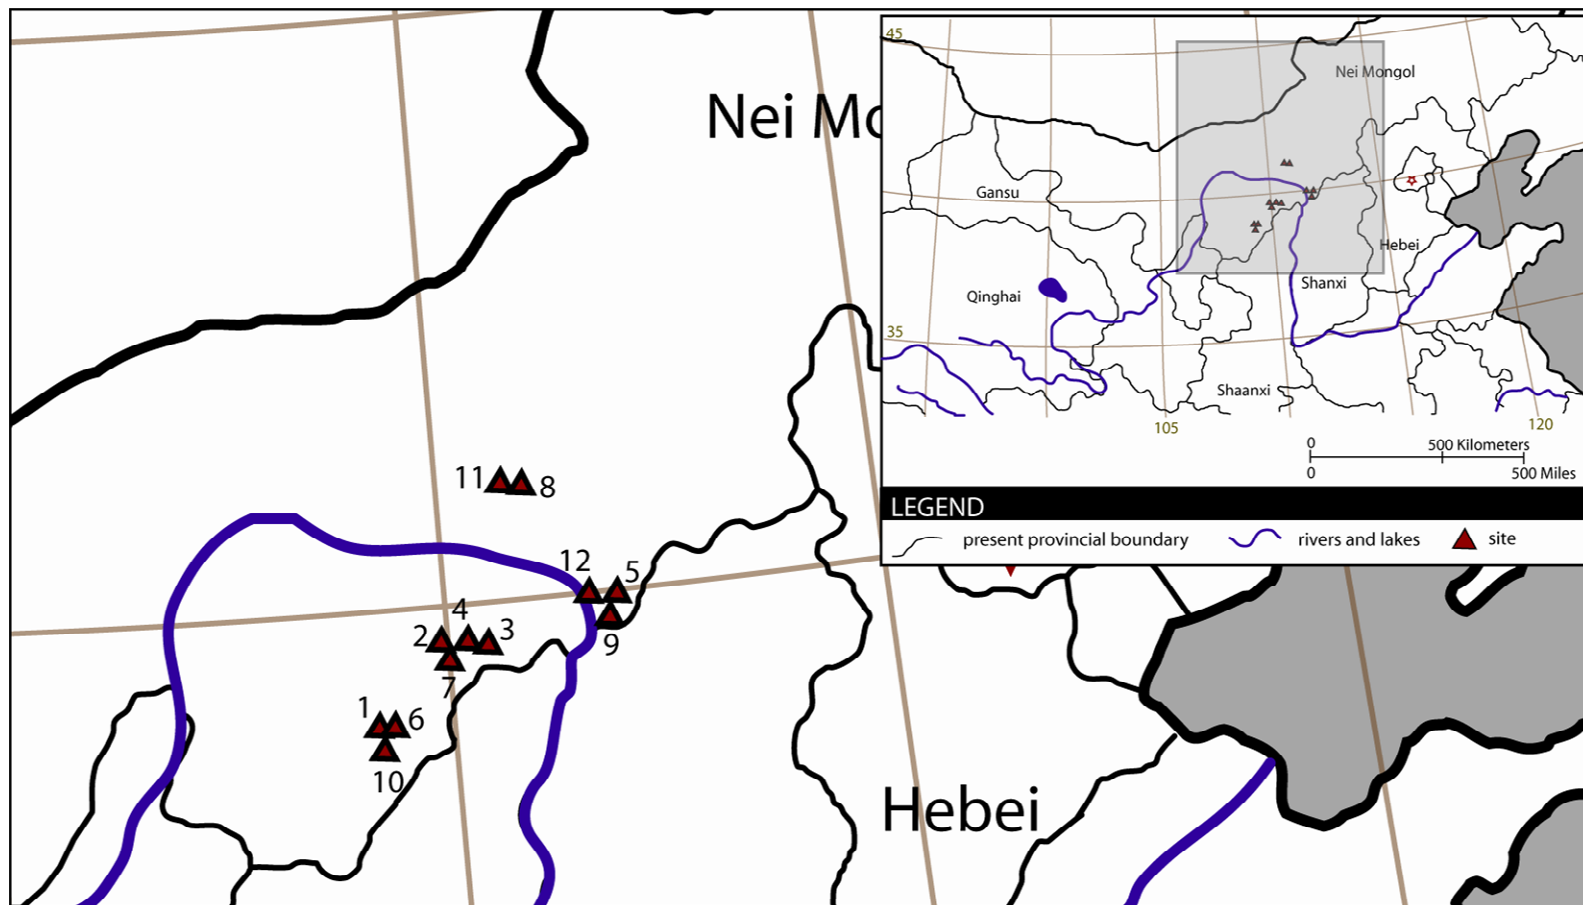 Nei Mo
11
8
12
5
4
2
3
9
7
1
6
10
Hebei
45
Nei Mongol
Gansu
Hebei
Qinghai
Shanxi
35
Shaanxi
105
120
0
500 Kilometers
0
500 Miles
LEGEND
present provincial boundary
rivers and lakes
site